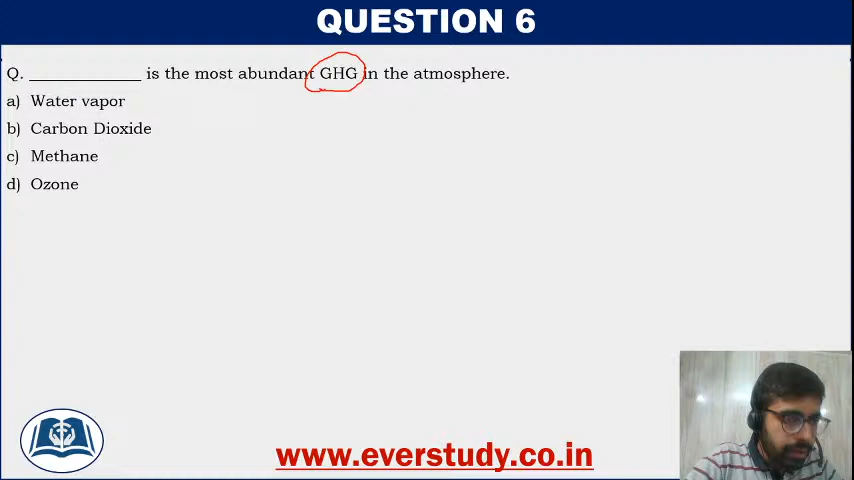 QUESTION 6
Q. _____________ is the most abundant GHG in the atmosphere.
a) Water vapor
b) Carbon Dioxide
c) Methane
d) Ozone
www.everstudy.co.in